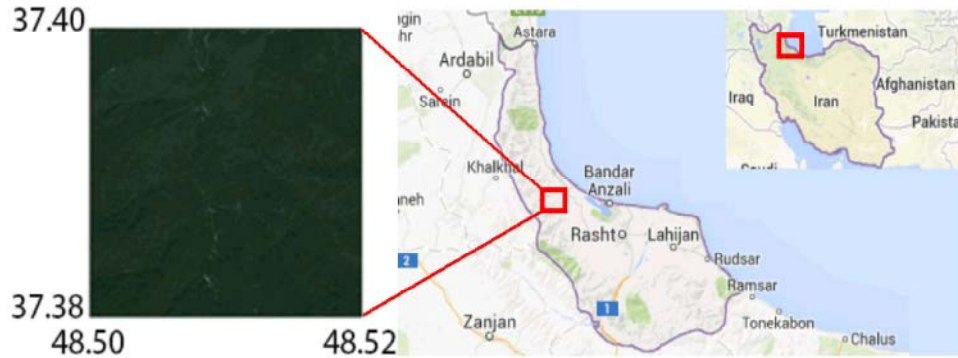 37.40
37.38
48.50
48.52
Astara
Ardabil
Sarein
Khalkhal
Bandar
Anzali
Rasht
Lahijan
Rudsar
Ramsar
Tonekabon
Chalus
Zanjan
2
1
Turkmenistan
Afghanistan
Iraq
Iran
Pakista